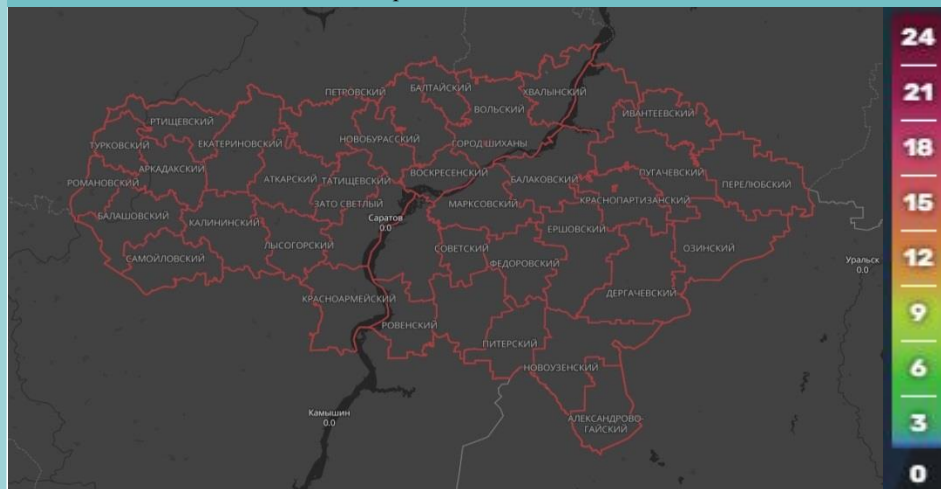 24
21
18
15
12
9
6
3
0
ПЕТРОВСКИЙ
БАЛТАЙСКИЙ
ХВАЛЫНСКИЙ
ВОЛЬСКИЙ
ИВАНТЕЕВСКИЙ
РТИЩЕВСКИЙ
ТУРКОВСКИЙ
ЕКАТЕРИНОВСКИЙ
НОВОБУРАССКИЙ
ГОРОД ШИХАНЫ
АРКАДАКСКИЙ
РОМАНОВСКИЙ
АТКАРСКИЙ
ТАТИЩЕВСКИЙ
ВОСКРЕСЕНСКИЙ
БАЛАКОВСКИЙ
ПУГАЧЕВСКИЙ
ПЕРЕЛЮБСКИЙ
ЗАТО СВЕТЛЫЙ
МАРКСОВСКИЙ
КРАСНОПАРТИЗАНСКИЙ
БАЛАШОВСКИЙ
КАЛИНИНСКИЙ
Саратов
0.0
ЕРШОВСКИЙ
ЛЫСОГОРСКИЙ
СОВЕТСКИЙ
ОЗИНСКИЙ
САМОЙЛОВСКИЙ
ФЕДОРОВСКИЙ
Уральск
0.0
КРАСНОАРМЕЙСКИЙ
ДЕРГАЧЕВСКИЙ
РОВЕНСКИЙ
ПИТЕРСКИЙ
НОВОУЗЕНСКИЙ
Камышин
0.0
АЛЕКСАНДРОВО-
ГАЙСКИЙ